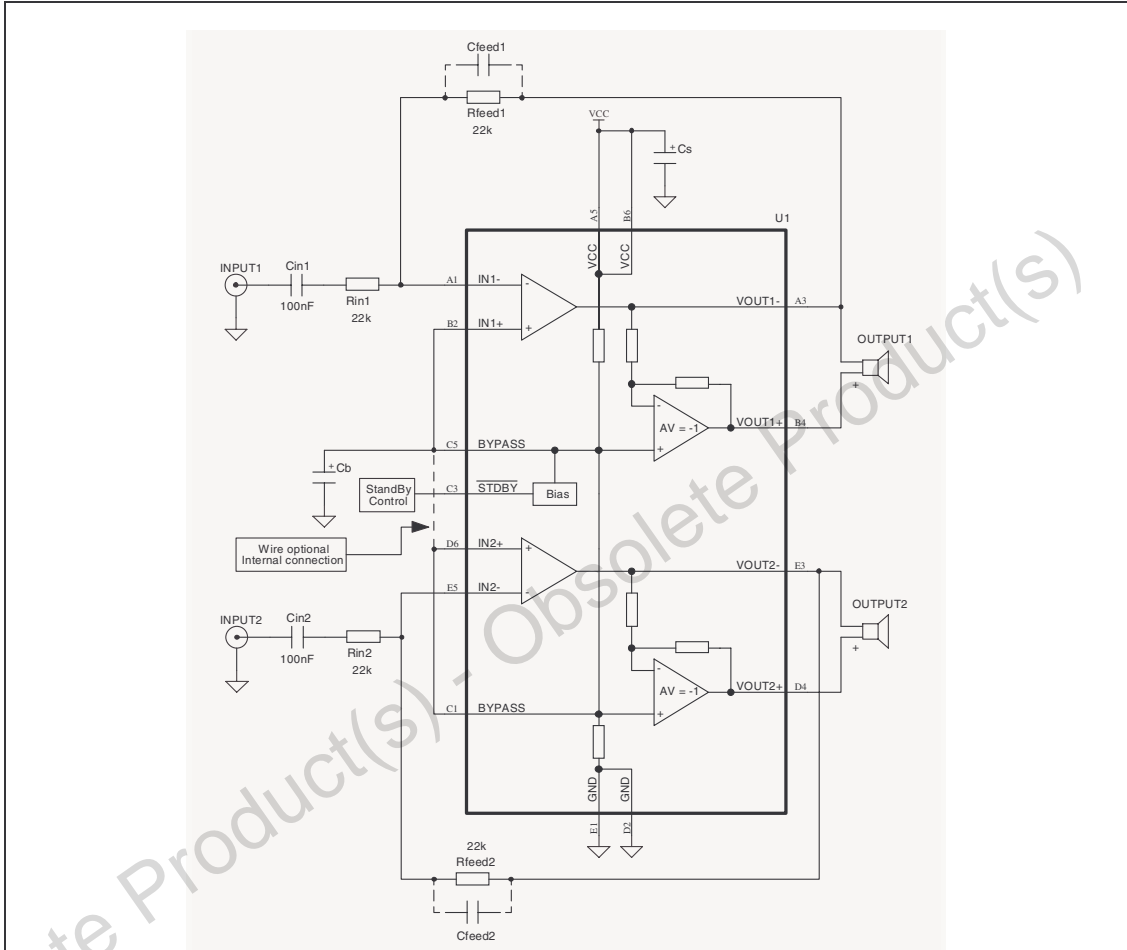 Cfeed1
Rfeed1
22k
VCC
+ Cs
A5
B6
U1
VCC
VCC
INPUT1
Cin1
100nF
Rin1
22k
A1
IN1-
-
+
B2
IN1+
VOUT1-
A3
OUTPUT1
+
-
AV = -1
+
VOUT1+
B4
C5
BYPASS
+ Cb
StandBy
Control
C3
STDBY
Bias
Wire optional
Internal connection
D6
IN2+
+
-
E5
IN2-
VOUT2-
E3
OUTPUT2
+
INPUT2
Cin2
100nF
Rin2
22k
-
AV = -1
+
VOUT2+
D4
C1
BYPASS
GND
GND
E1
D2
22k
Rfeed2
Cfeed2
te Product(s) - Obsolete Product(s)